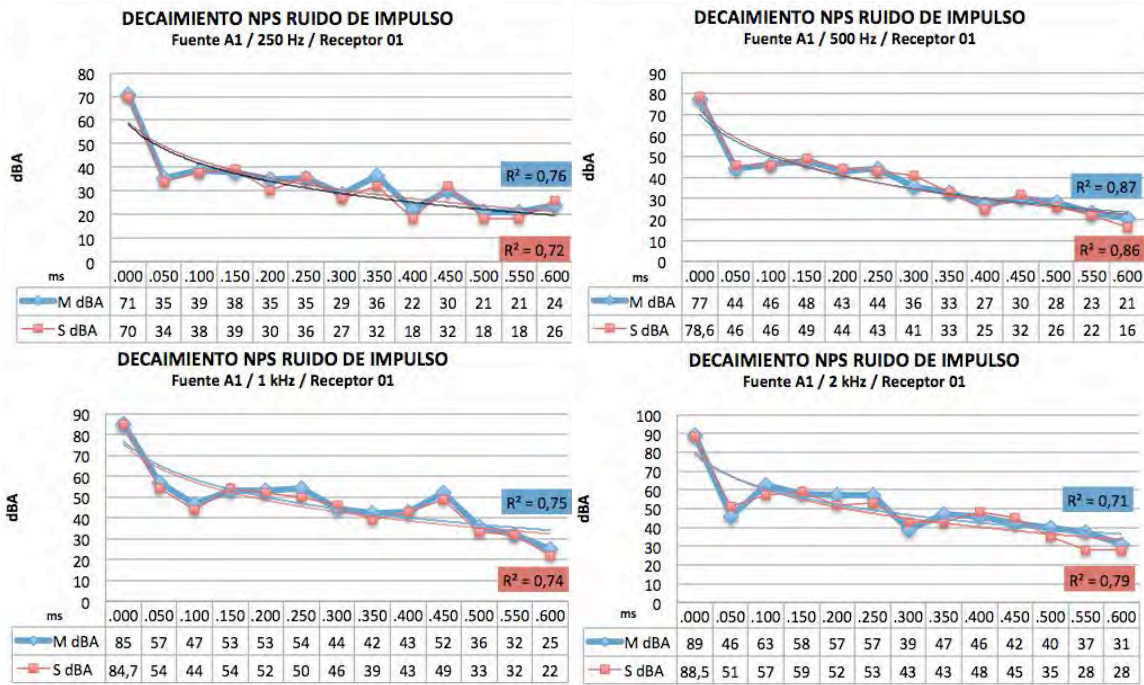 DECAIMIENTO NPS RUIDO DE IMPULSO
Fuente A1 / 250 Hz / Receptor 01
dBA
80
70
60
50
40
30
20
10
0
R² = 0,76
R² = 0,72
ms .000 .050 .100 .150 .200 .250 .300 .350 .400 .450 .500 .550 .600
M dBA 71 35 39 38 35 35 29 36 22 30 21 21 24
S dBA 70 34 38 39 30 36 27 32 18 32 18 18 26
DECAIMIENTO NPS RUIDO DE IMPULSO
Fuente A1 / 500 Hz / Receptor 01
dbA
90
80
70
60
50
40
30
20
10
0
R² = 0,87
R² = 0,86
ms .000 .050 .100 .150 .200 .250 .300 .350 .400 .450 .500 .550 .600
M dBA 77 44 46 48 43 44 36 33 27 30 28 23 21
S dBA 78,6 46 46 49 44 43 41 33 25 32 26 22 16
DECAIMIENTO NPS RUIDO DE IMPULSO
Fuente A1 / 1 kHz / Receptor 01
dBA
90
80
70
60
50
40
30
20
10
0
R² = 0,75
R² = 0,74
ms .000 .050 .100 .150 .200 .250 .300 .350 .400 .450 .500 .550 .600
M dBA 85 57 47 53 53 54 44 42 43 52 36 32 25
S dBA 84,7 54 44 54 52 50 46 39 43 49 33 32 22
DECAIMIENTO NPS RUIDO DE IMPULSO
Fuente A1 / 2 kHz / Receptor 01
dBA
100
90
80
70
60
50
40
30
20
10
0
R² = 0,71
R² = 0,79
ms .000 .050 .100 .150 .200 .250 .300 .350 .400 .450 .500 .550 .600
M dBA 89 46 63 58 57 57 39 47 46 42 40 37 31
S dBA 88,5 51 57 59 52 53 43 43 48 45 35 28 28